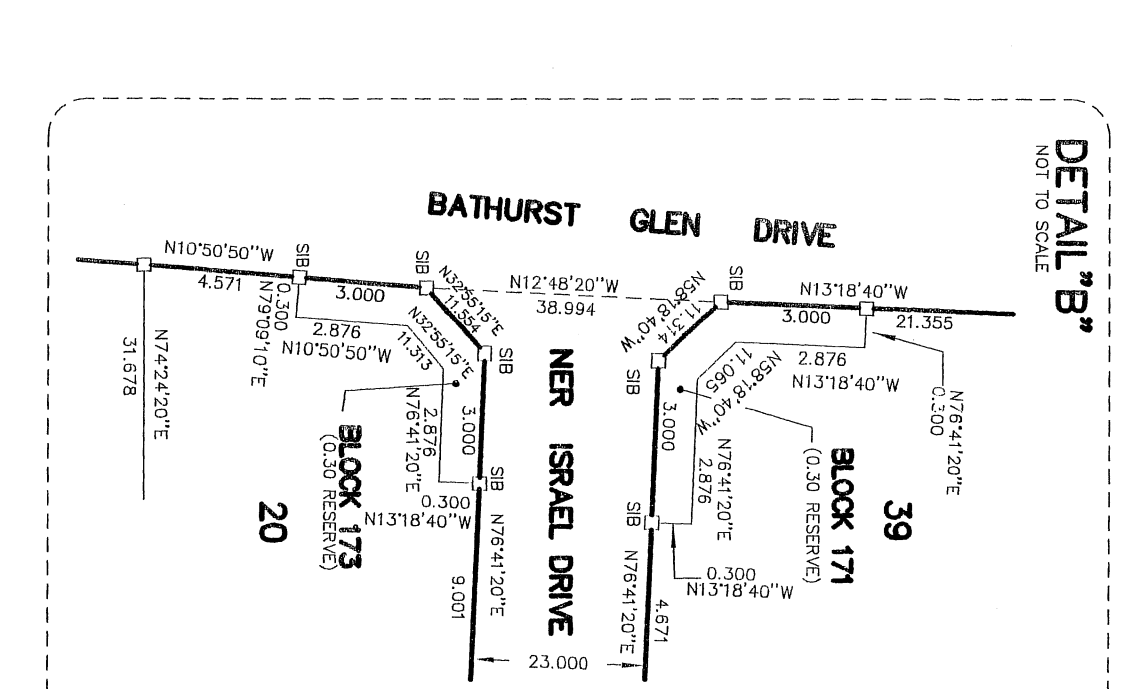 DETAIL "B"
NOT TO SCALE
BATHURST GLEN DRIVE
N10°50'50"W
4.571
SIB
3.000
SIB
N32°55'15"E
11.554
N12°48'20"W
38.994
N58°18'40"W
11.314
SIB
N13°18'40"W
3.000
21.355
0.300
N79°09'10"E
2.876
N10°50'50"W
N32°55'15"E
11.313
SIB
SIB
2.876
N13°18'40"W
N58°18'40"W
11.065
N76°41'20"E
0.300
N74°24'20"E
31.678
2.876
N76°41'20"E
3.000
3.000
N76°41'20"E
2.876
BLOCK 173
(0.30 RESERVE)
20
NER ISRAEL DRIVE
BLOCK 171
(0.30 RESERVE)
39
SIB
0.300
N13°18'40"W
SIB
0.300
N13°18'40"W
N76°41'20"E
9.001
N76°41'20"E
4.671
23.000